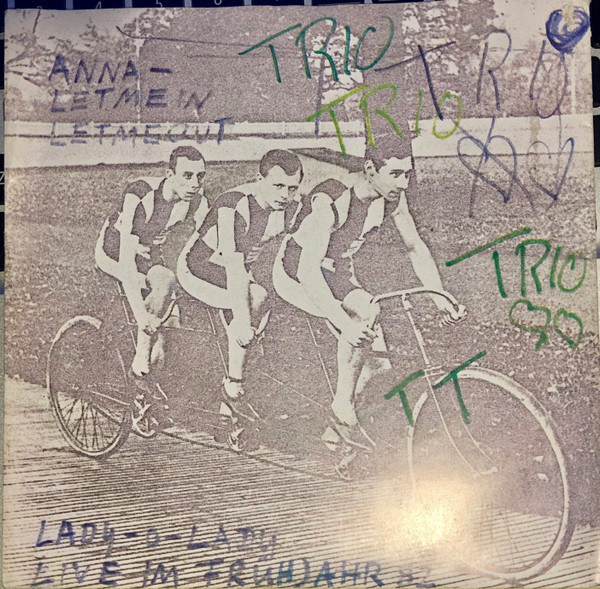 ANNA-
LETMEIN
LETMEOUT
TRIO
TRIO
TRIO
TRIO
TT
LADY-O-LADY
LIVE IM FRÜHJAHR 82